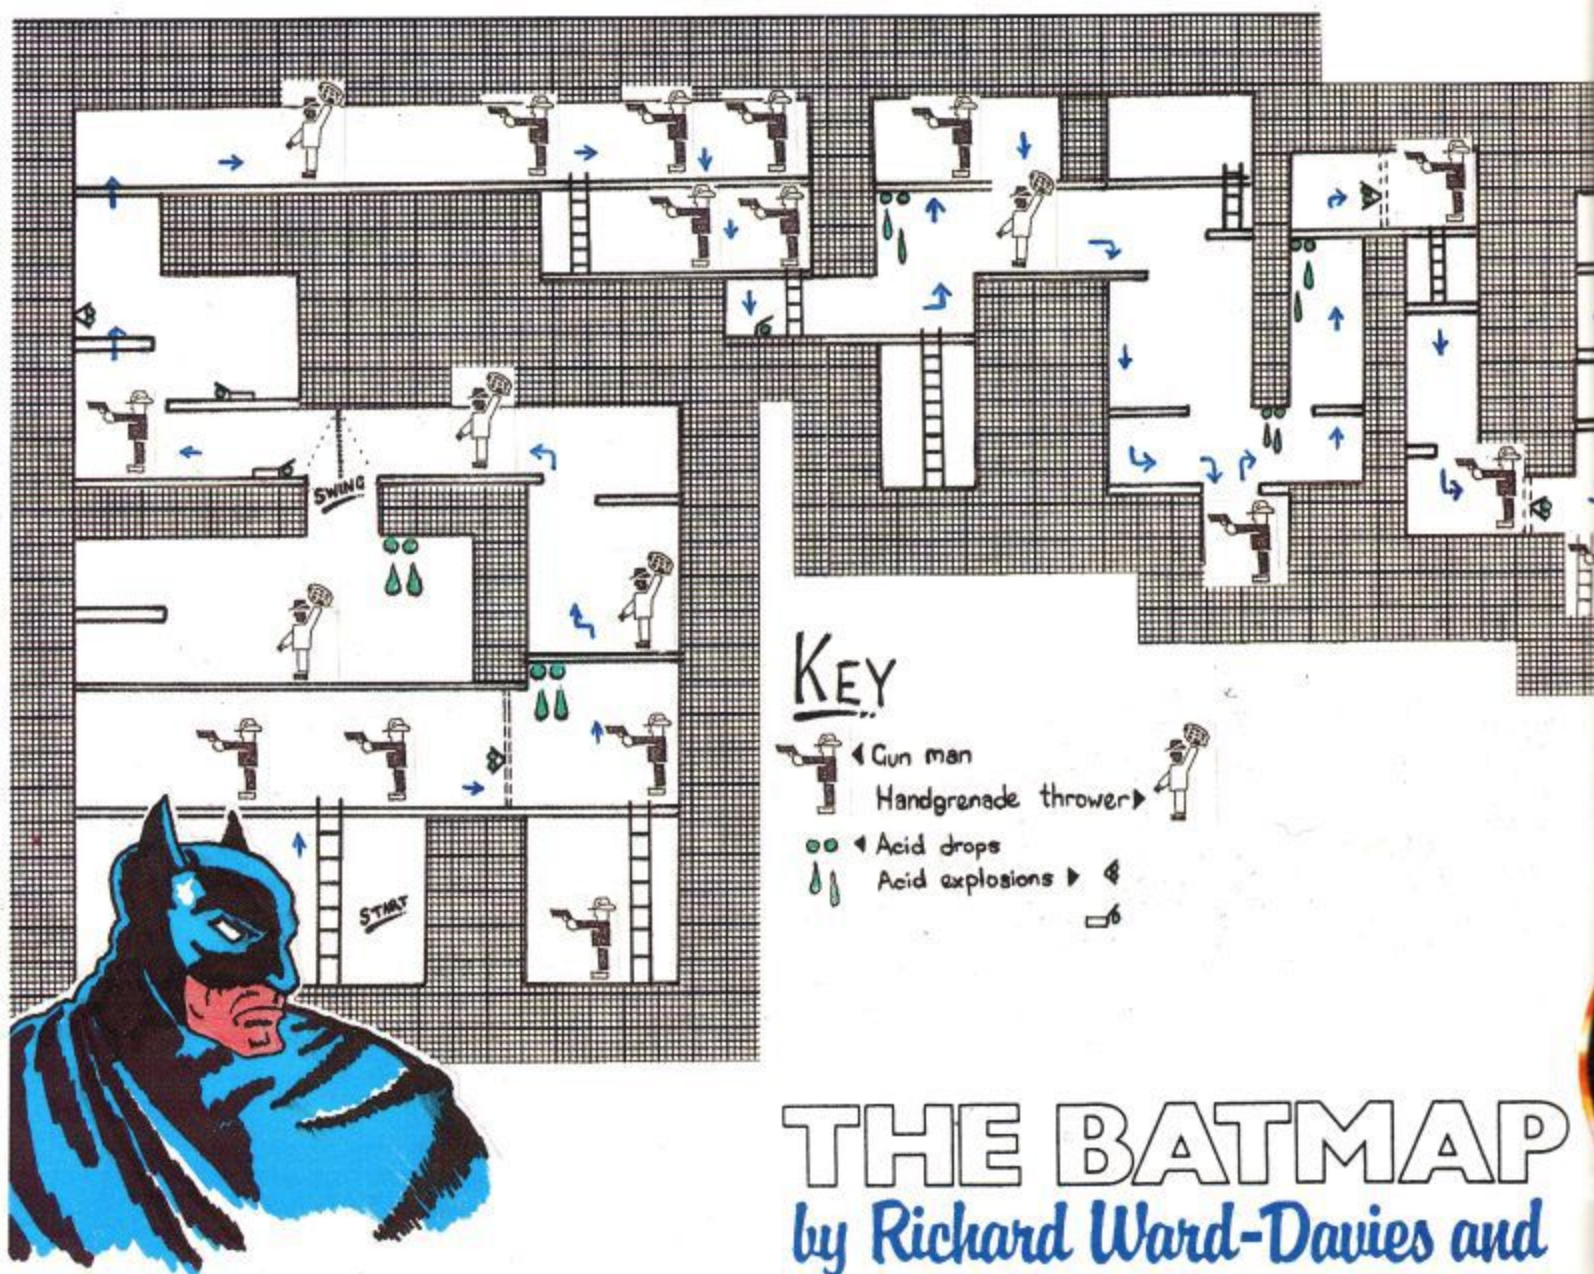 SWING
START
KEY
Gun man
Handgrenade thrower
Acid drops
Acid explosions
THE BATMAP
by Richard Ward-Davies and